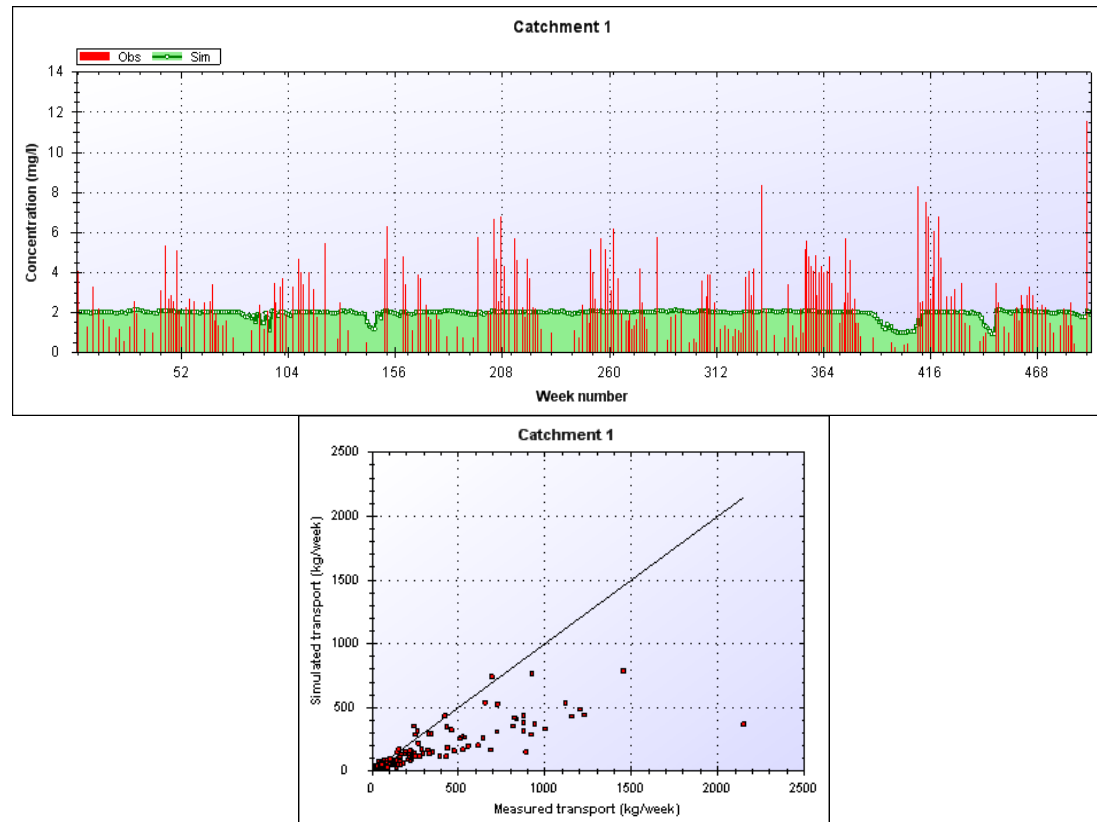 Catchment 1
Obs Sim
14
12
10
8
6
4
2
0
Concentration (mg/l)
52 104 156 208 260 312 364 416 468
Week number
Catchment 1
2500
2000
1500
1000
500
0
Simulated transport (kg/week)
0 500 1000 1500 2000 2500
Measured transport (kg/week)